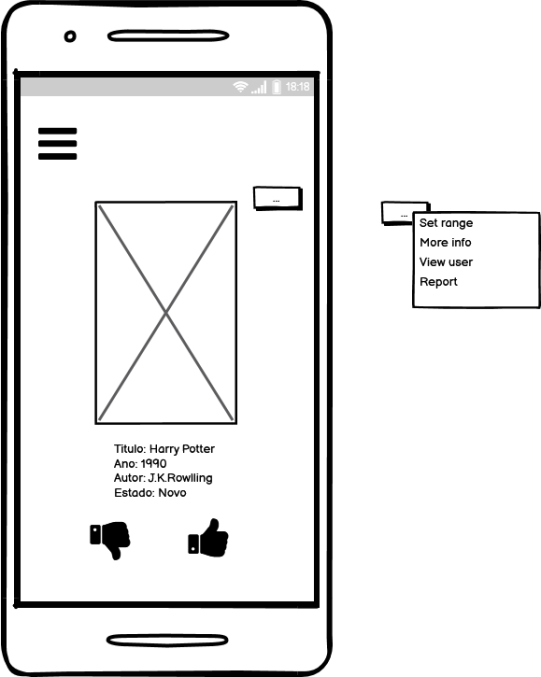 18:18
...
Titulo: Harry Potter
Ano: 1990
Autor: J.K.Rowlling
Estado: Novo
...
Set range
More info
View user
Report